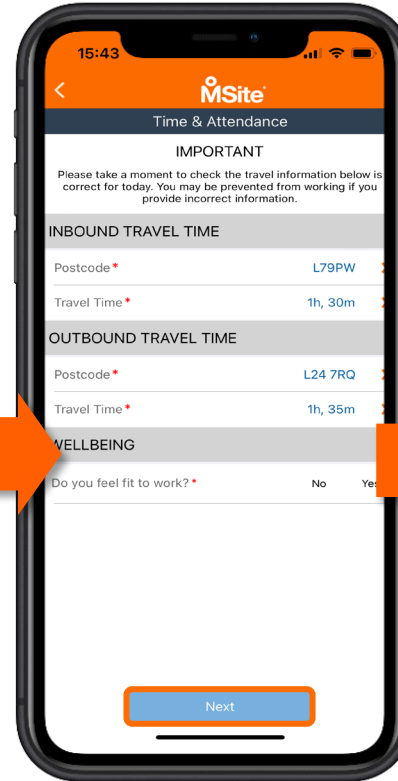 15:43
MSite
Time & Attendance
IMPORTANT
Please take a moment to check the travel information below is
correct for today. You may be prevented from working if you
provide incorrect information.
INBOUND TRAVEL TIME
Postcode* L79PW
Travel Time* 1h, 30m
OUTBOUND TRAVEL TIME
Postcode* L24 7RQ
Travel Time* 1h, 35m
WELLBEING
Do you feel fit to work?* No Yes
Next